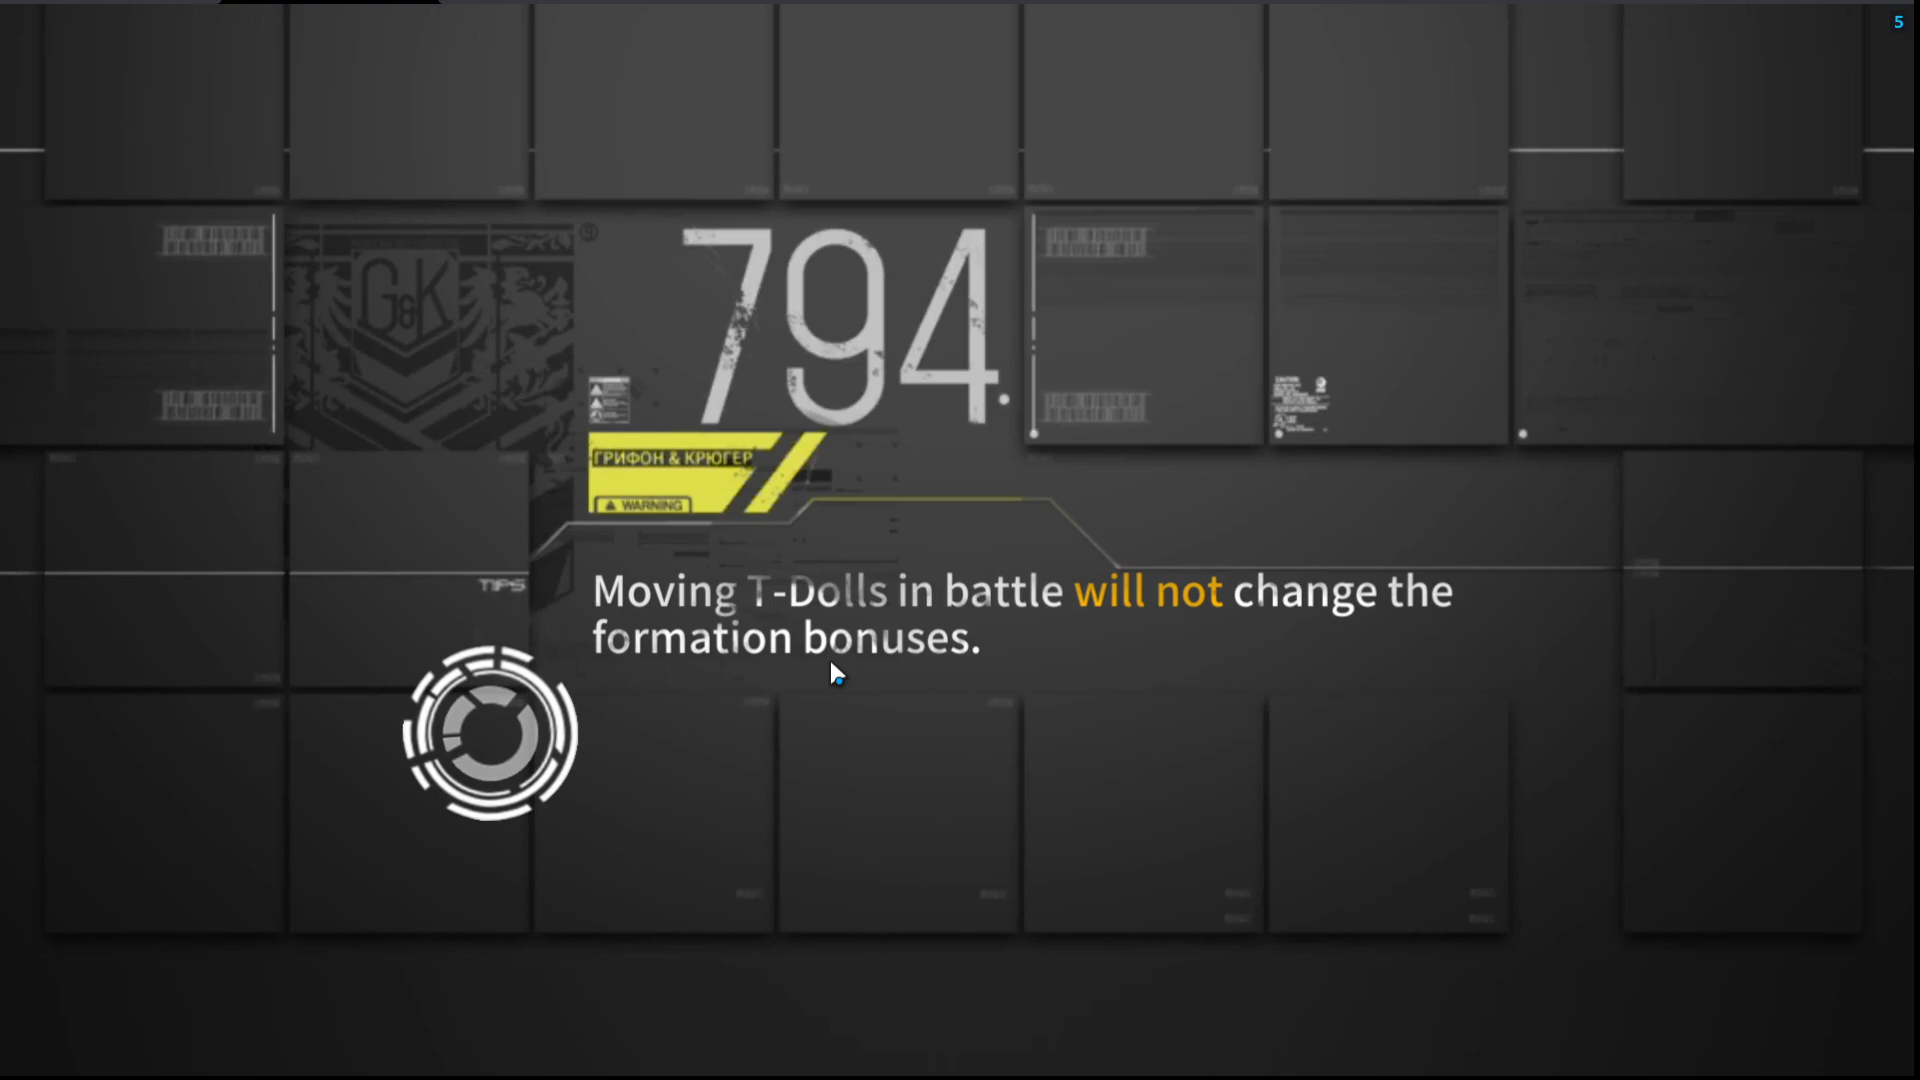 5
G&K
794.
ГРИФОН & КРЮГЕР
WARNING
TIPS
Moving T-Dolls in battle will not change the
formation bonuses.